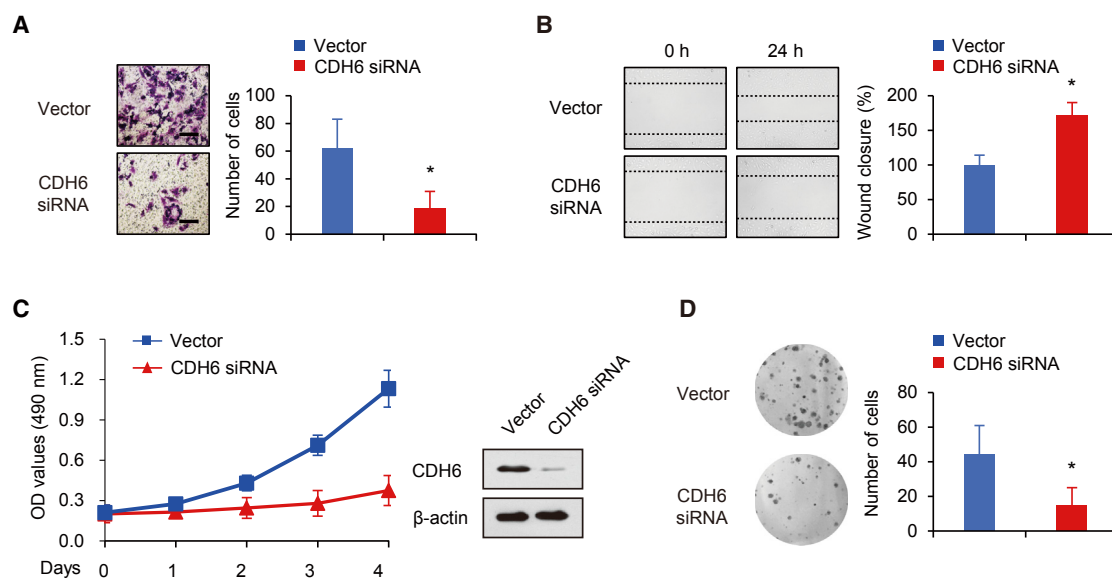 A
Vector
CDH6 siRNA
Vector
CDH6
siRNA
Number of cells
100
80
60
40
20
0
*
B
0 h
24 h
Vector
CDH6
siRNA
Vector
CDH6 siRNA
Wound closure (%)
200
150
100
50
0
*
C
Vector
CDH6 siRNA
OD values (490 nm)
1.5
1.2
0.9
0.6
0.3
0.0
Days
0
1
2
3
4
Vector
CDH6 siRNA
CDH6
β-actin
D
Vector
CDH6
siRNA
Vector
CDH6 siRNA
Number of cells
80
60
40
20
0
*